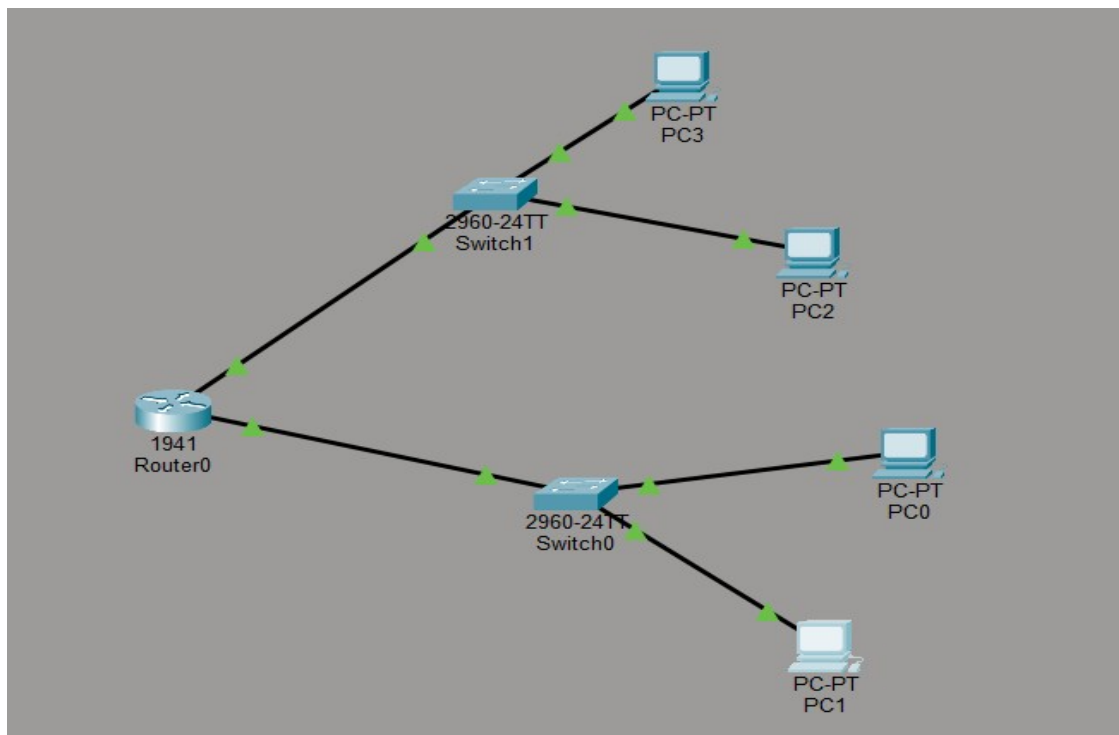 PC-PT
PC3
2960-24TT
Switch1
PC-PT
PC2
1941
Router0
PC-PT
PC0
2960-24TT
Switch0
PC-PT
PC1